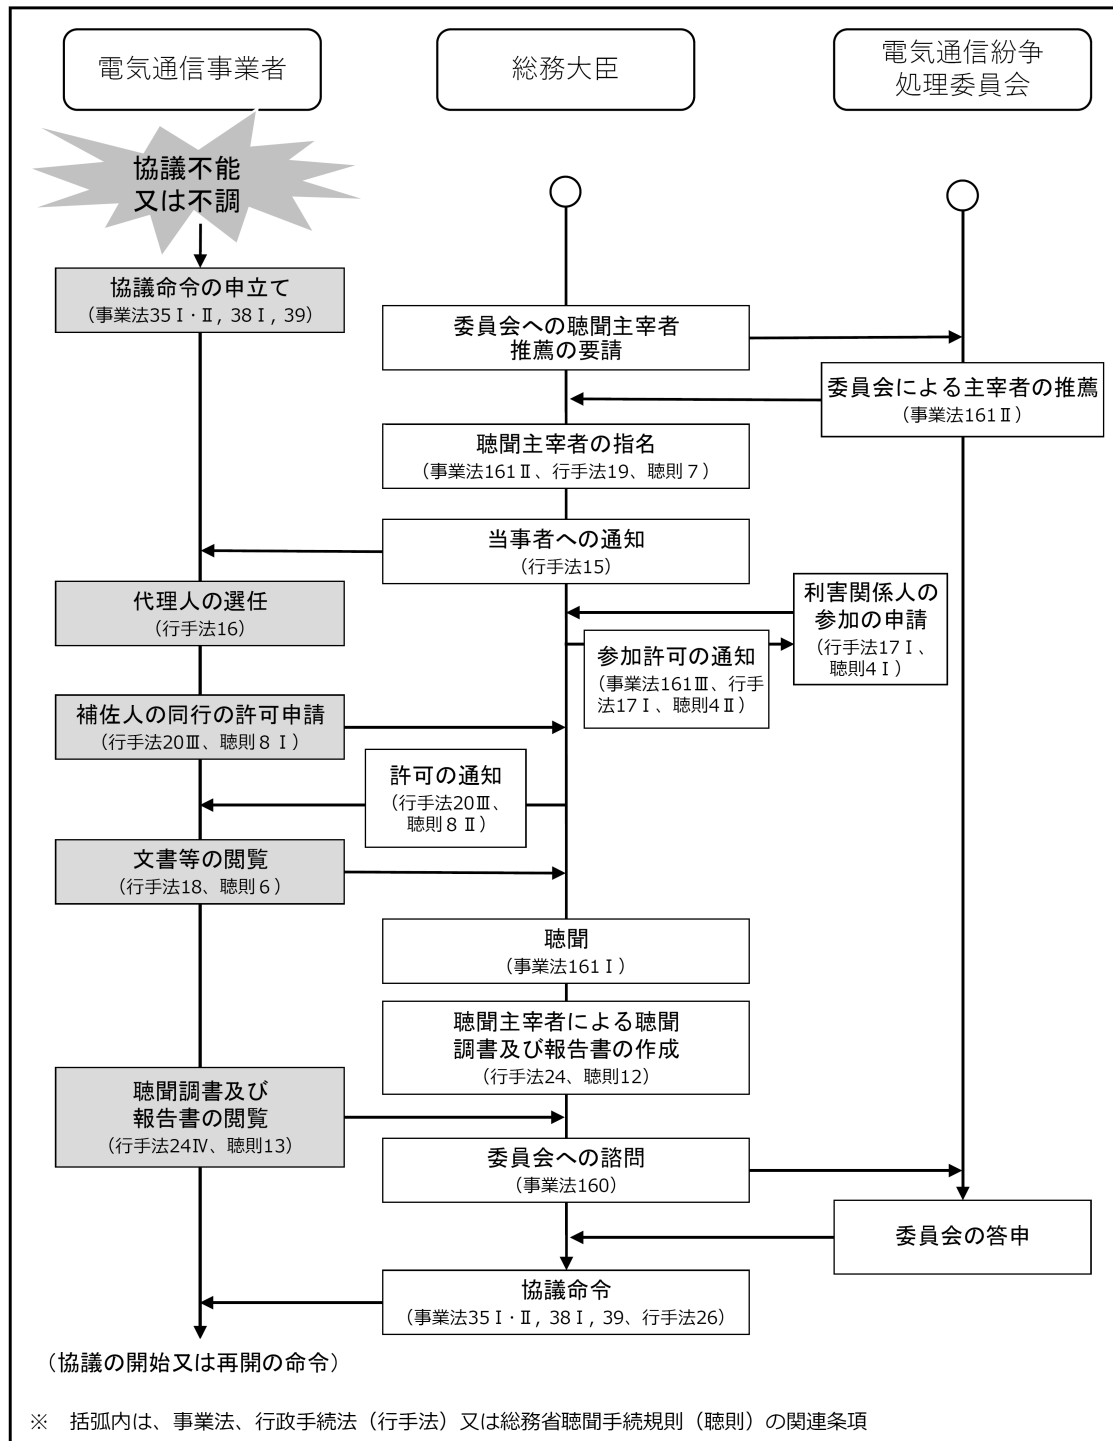 電気通信事業者
総務大臣
電気通信紛争
処理委員会
協議不能
又は不調
協議命令の申立て
（事業法35Ⅰ・Ⅱ, 38Ⅰ, 39）
委員会への聴聞主宰者
推薦の要請
委員会による主宰者の推薦
（事業法161Ⅱ）
聴聞主宰者の指名
（事業法161Ⅱ、行手法19、聴則７）
当事者への通知
（行手法15）
代理人の選任
（行手法16）
利害関係人の
参加の申請
（行手法17Ⅰ、
聴則4Ⅰ）
参加許可の通知
（事業法161Ⅲ、行手
法17Ⅰ、聴則4Ⅱ）
補佐人の同行の許可申請
（行手法20Ⅲ、聴則８Ⅰ）
許可の通知
（行手法20Ⅲ、
聴則８Ⅱ）
文書等の閲覧
（行手法18、聴則６）
聴聞
（事業法161Ⅰ）
聴聞主宰者による聴聞
調書及び報告書の作成
（行手法24、聴則12）
聴聞調書及び
報告書の閲覧
（行手法24Ⅳ、聴則13）
委員会への諮問
（事業法160）
委員会の答申
協議命令
（事業法35Ⅰ・Ⅱ, 38Ⅰ, 39、行手法26）
（協議の開始又は再開の命令）
※　括弧内は、事業法、行政手続法（行手法）又は総務省聴聞手続規則（聴則）の関連条項